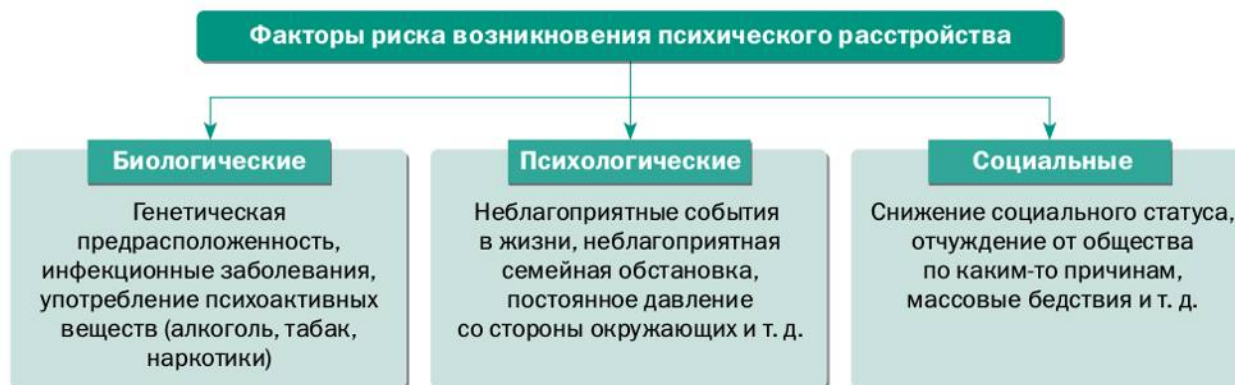 Факторы риска возникновения психического расстройства
Биологические
Генетическая
предрасположенность,
инфекционные заболевания,
употребление психоактивных
веществ (алкоголь, табак,
наркотики)
Психологические
Неблагоприятные события
в жизни, неблагоприятная
семейная обстановка,
постоянное давление
со стороны окружающих и т. д.
Социальные
Снижение социального статуса,
отчуждение от общества
по каким-то причинам,
массовые бедствия и т. д.